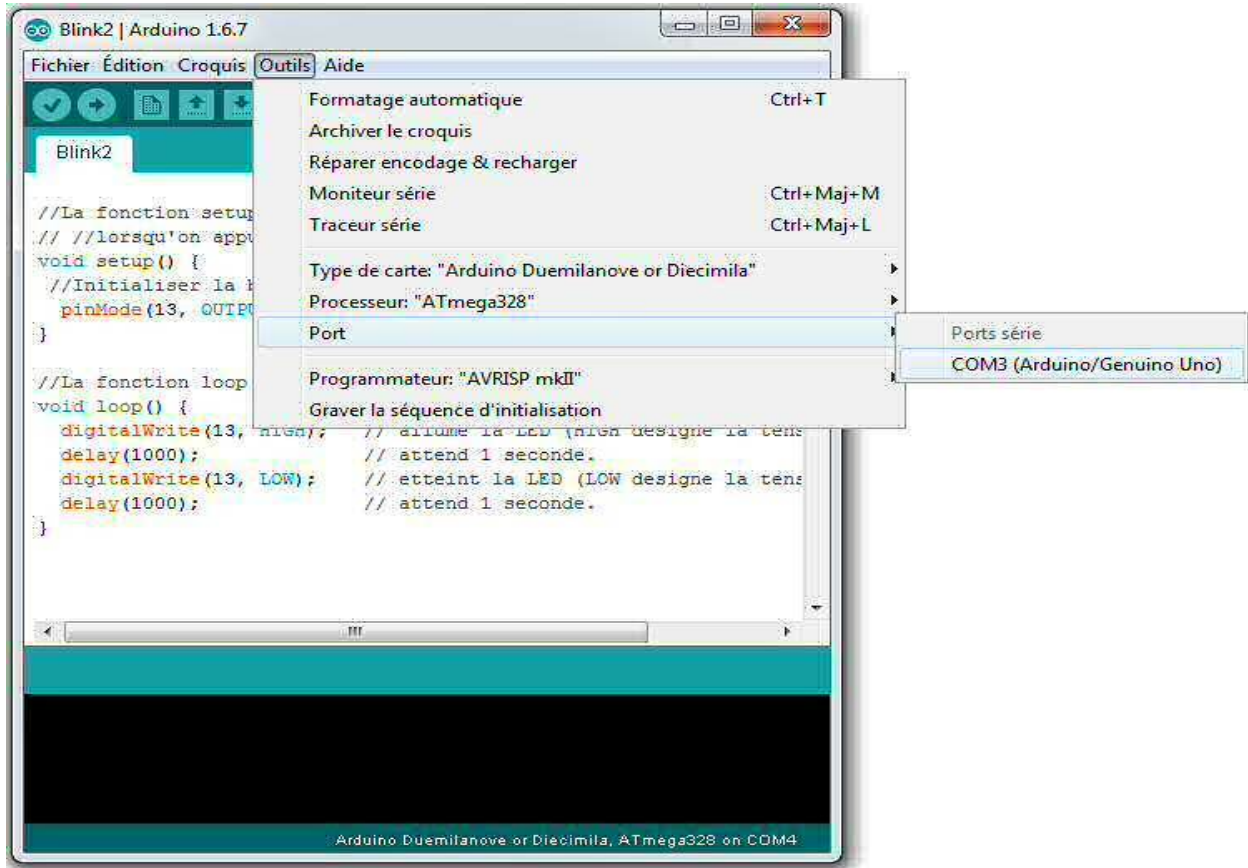 Blink2 | Arduino 1.6.7
Fichier Édition Croquis Outils Aide
Formatage automatique Ctrl+T
Archiver le croquis
Réparer encodage & recharger
Moniteur série Ctrl+Maj+M
Traceur série Ctrl+Maj+L
Type de carte: "Arduino Duemilanove or Diecimila"
Processeur: "ATmega328"
Port
Programmateur: "AVRISP mkII"
Graver la séquence d'initialisation
Ports série
COM3 (Arduino/Genuino Uno)
Blink2
//La fonction setup
// //lorsqu'on appu
void setup() {
//Initialiser la
pinMode(13, OUTPU
}
//La fonction loop
void loop() {
digitalWrite(13, HIGH); // allume la LED (HIGH designe la tens
delay(1000); // attend 1 seconde.
digitalWrite(13, LOW); // etteint la LED (LOW designe la tens
delay(1000); // attend 1 seconde.
}
Arduino Duemilanove or Diecimila, ATmega328 on COM4